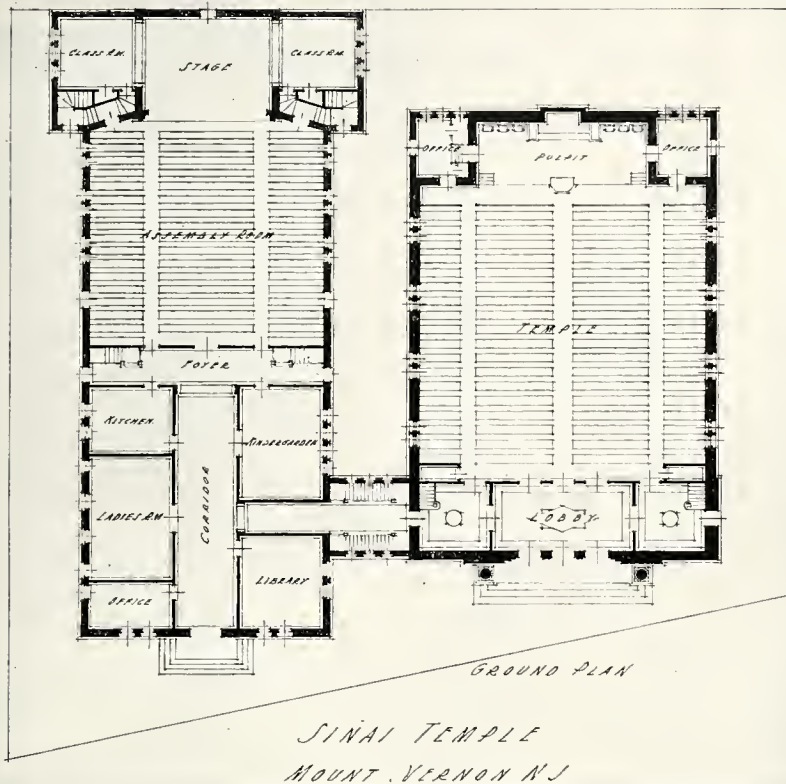 CLASS RM.
STAGE
CLASS RM.
OFFICE
PULPIT
OFFICE
ASSEMBLY ROOM
TEMPLE
FOYER
KITCHEN
KINDERGARDEN
CORRIDOR
LADIES RM
LOBBY
LIBRARY
OFFICE
GROUND PLAN
SINAI TEMPLE
MOUNT VERNON NJ